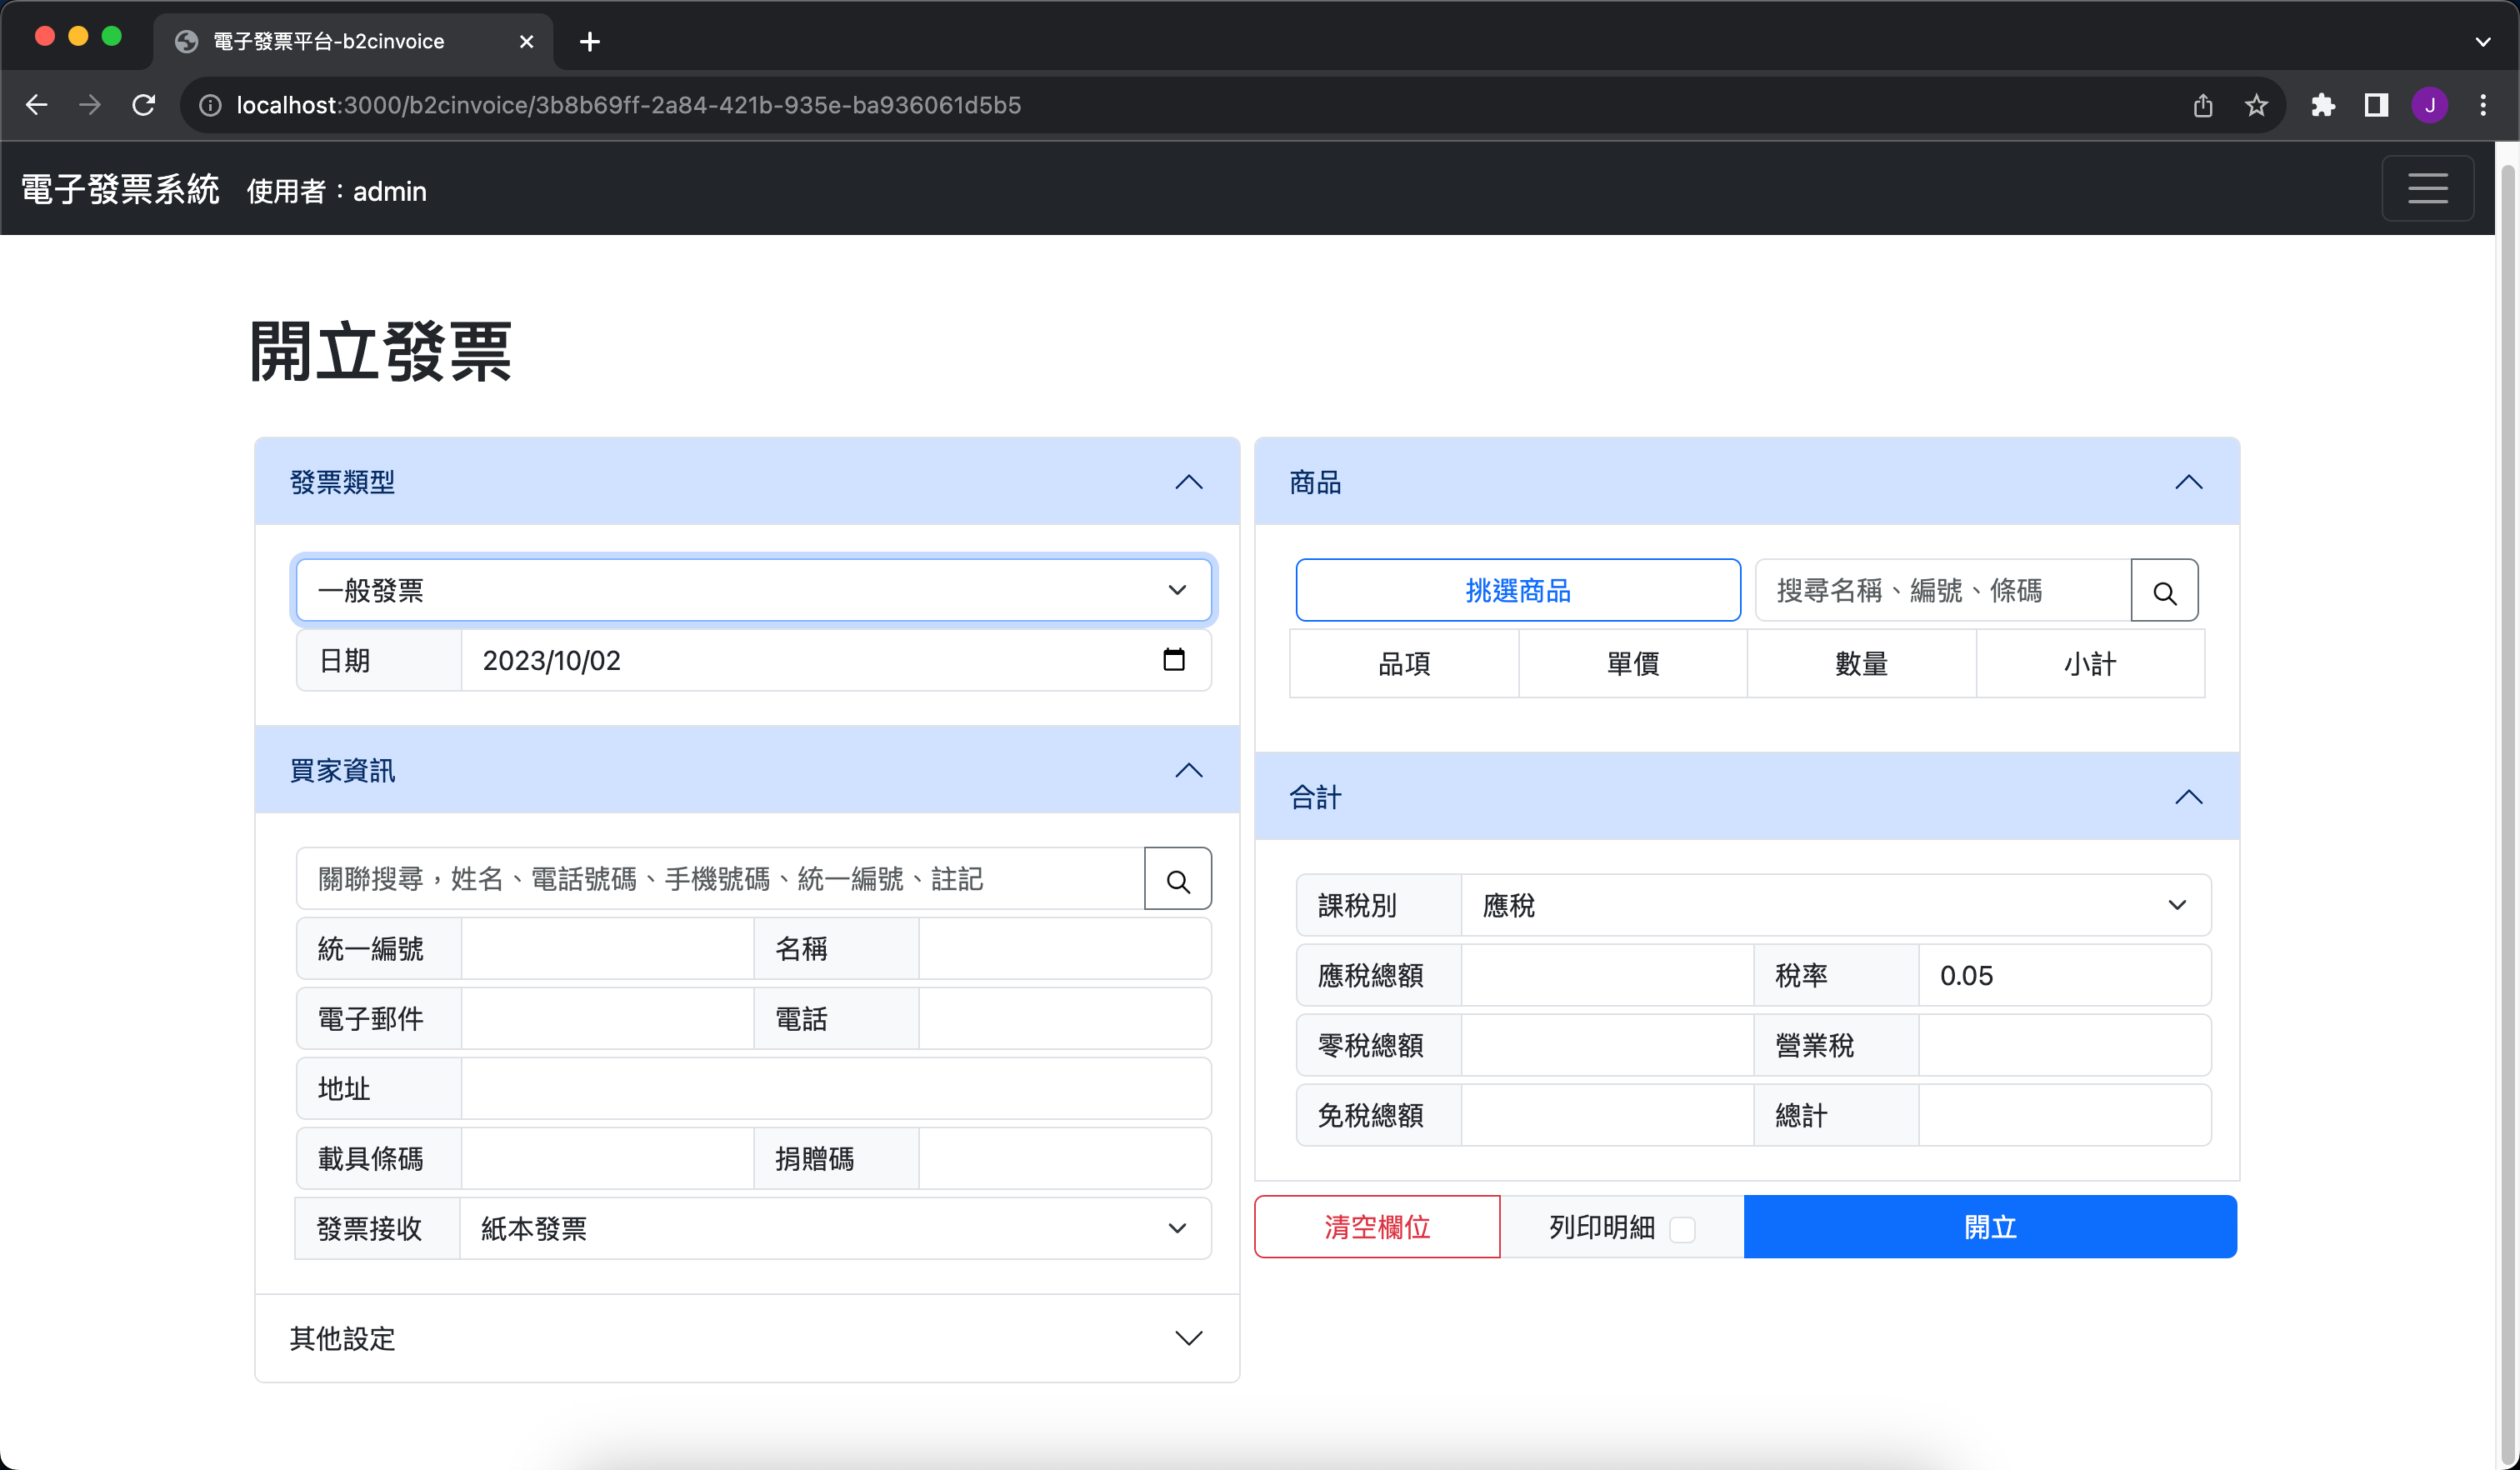 電子發票平台-b2cinvoice
localhost:3000/b2cinvoice/3b8b69ff-2a84-421b-935e-ba936061d5b5
J
電子發票系統 使用者：admin
開立發票
發票類型
一般發票
日期 2023/10/02
買家資訊
關聯搜尋，姓名、電話號碼、手機號碼、統一編號、註記
統一編號 名稱
電子郵件 電話
地址
載具條碼 捐贈碼
發票接收 紙本發票
其他設定
商品
挑選商品 搜尋名稱、編號、條碼
品項 單價 數量 小計
合計
課稅別 應稅
應稅總額 稅率 0.05
零稅總額 營業稅
免稅總額 總計
清空欄位 列印明細 開立